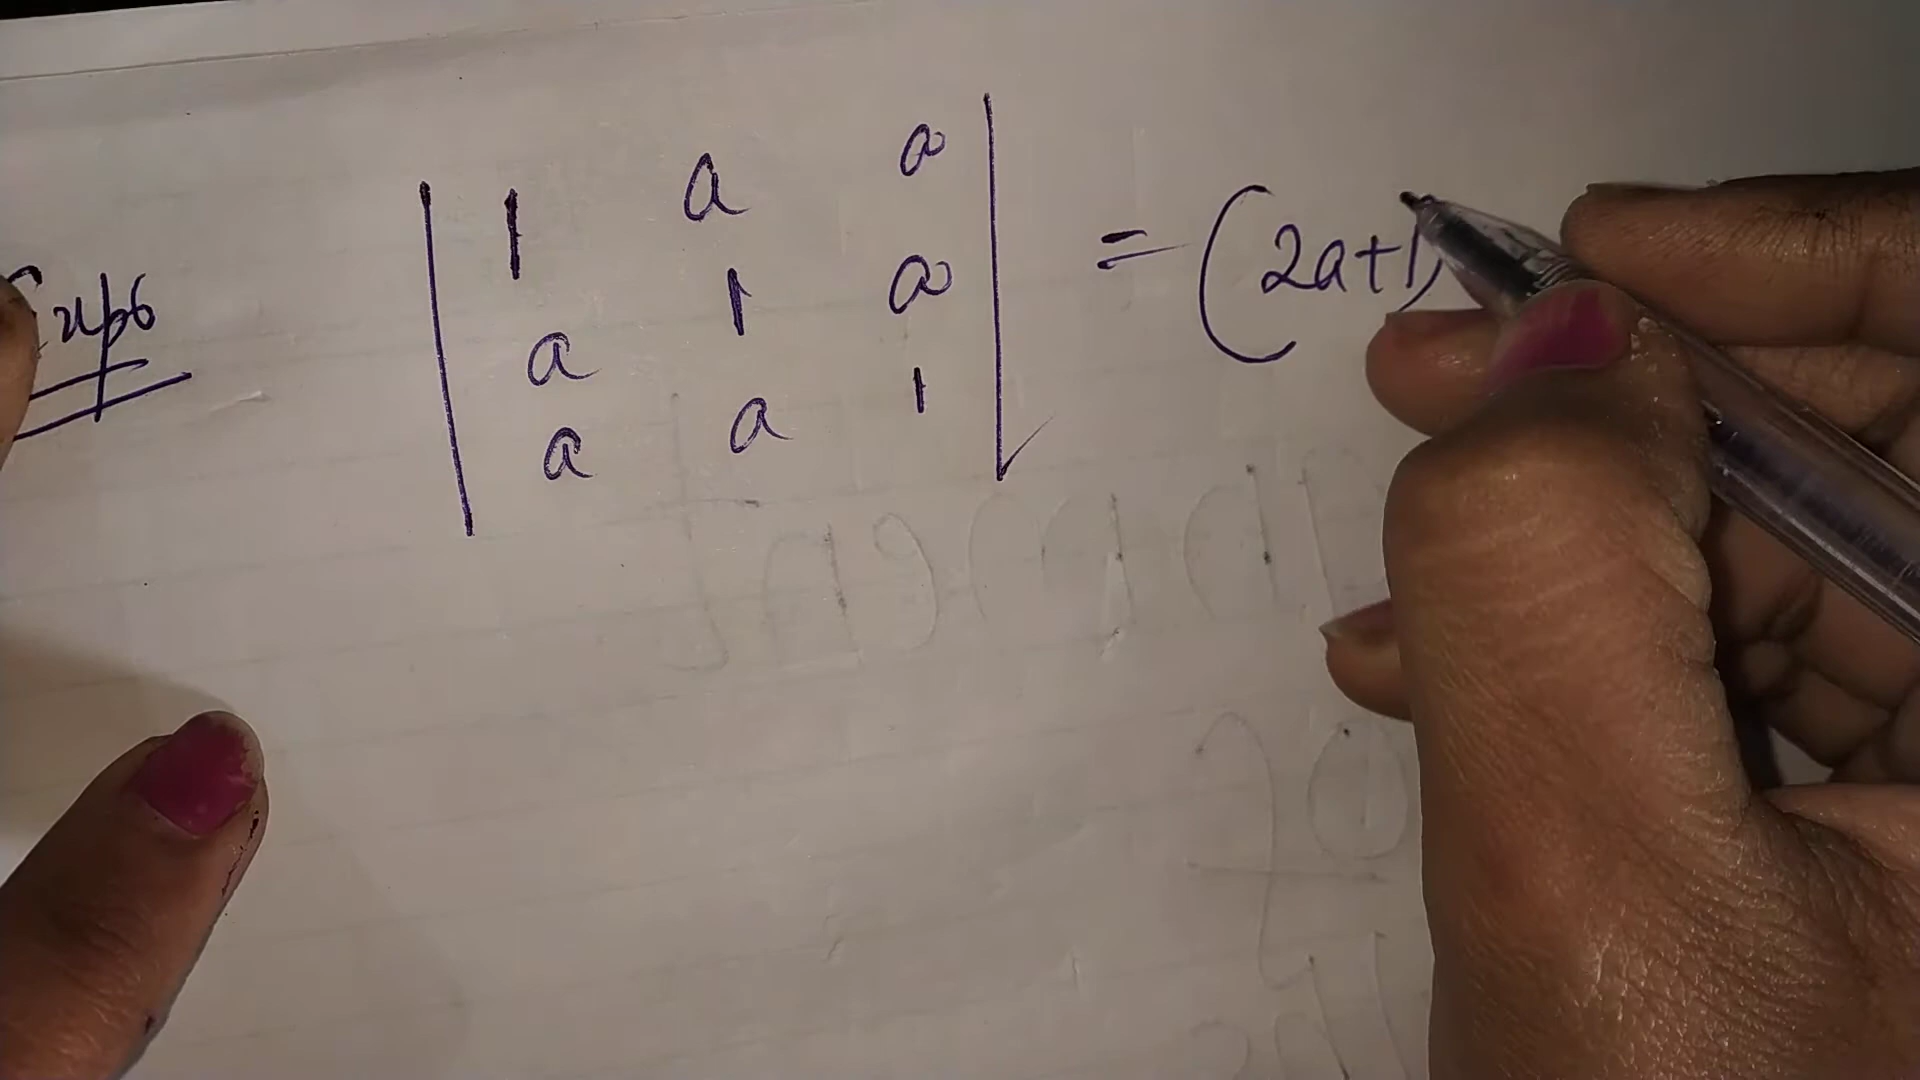 | 1 a a |
| a 1 a | = (2a+1)
| a a 1 |